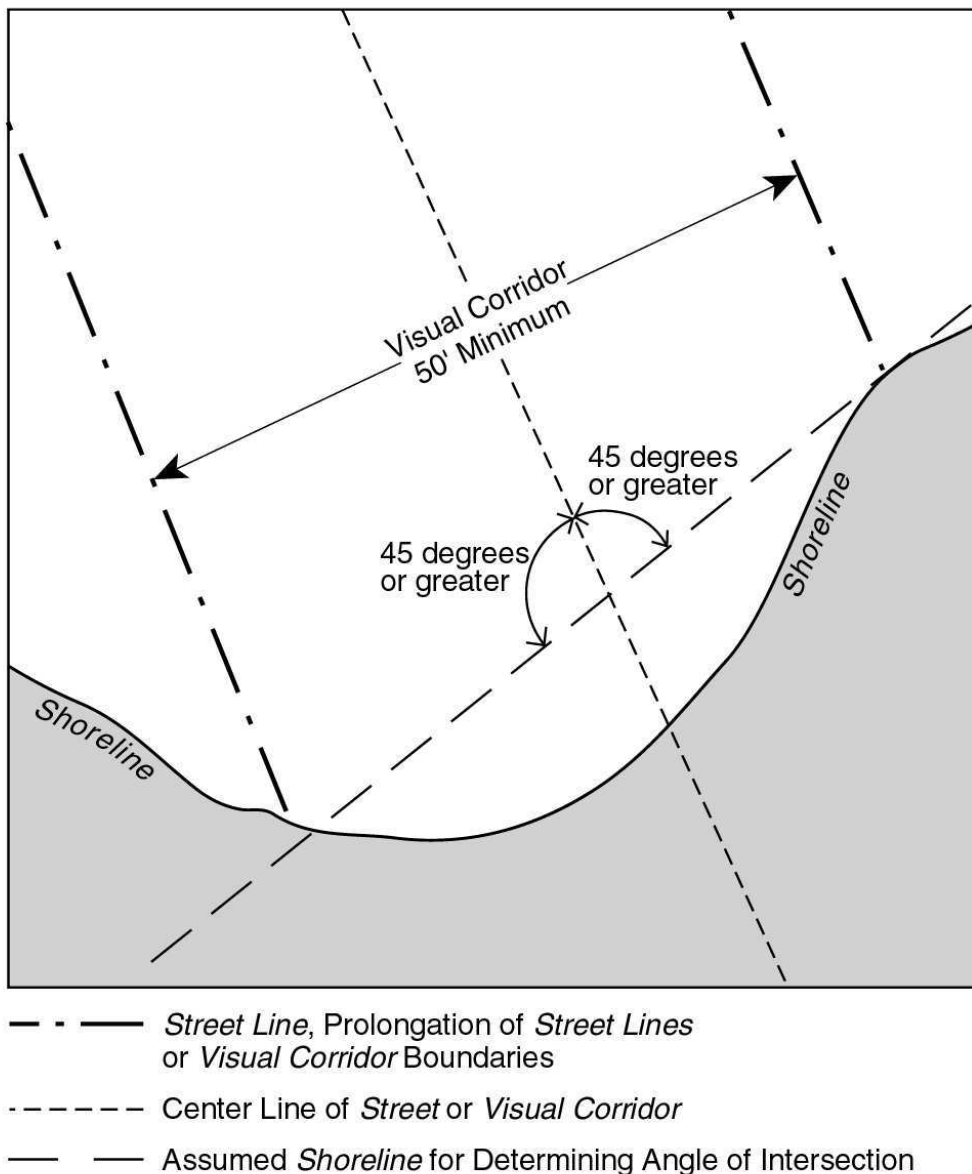 Visual Corridor
50' Minimum
45 degrees
or greater
45 degrees
or greater
Shoreline
Shoreline
Street Line, Prolongation of Street Lines
or Visual Corridor Boundaries
Center Line of Street or Visual Corridor
Assumed Shoreline for Determining Angle of Intersection